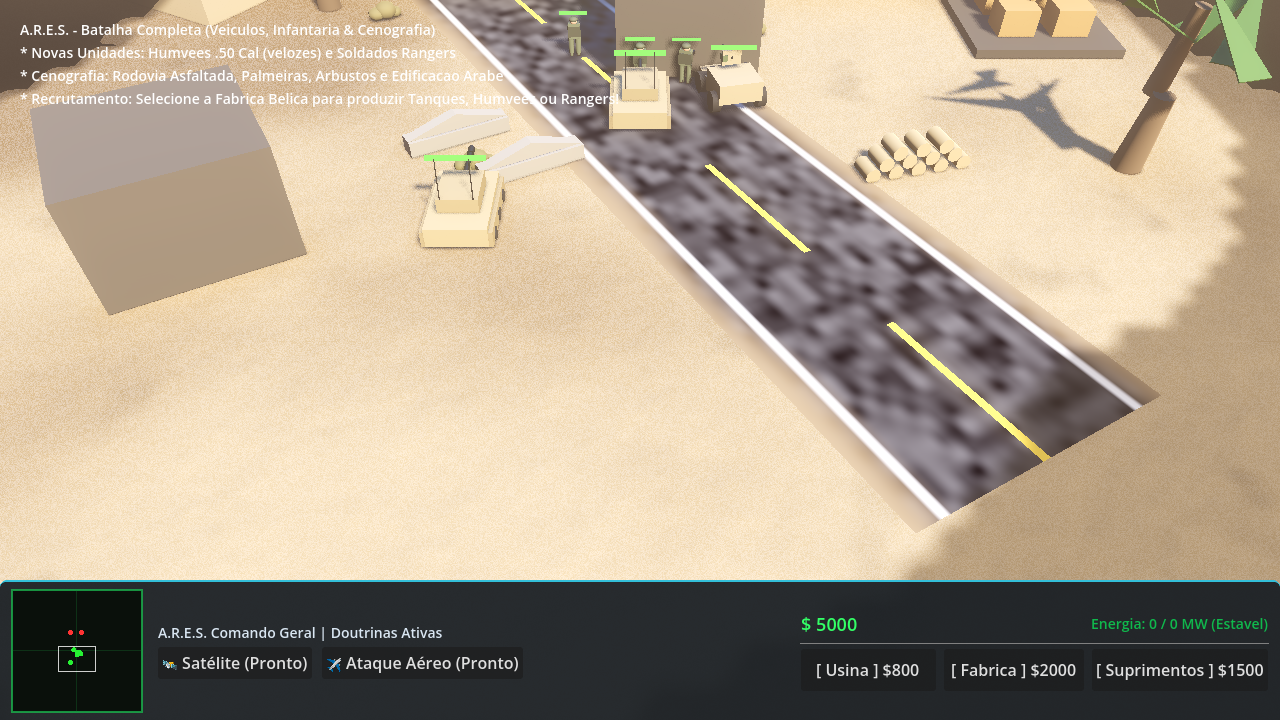 A.R.E.S. - Batalha Completa (Veiculos, Infantaria & Cenografia)
* Novas Unidades: Humvees .50 Cal (velozes) e Soldados Rangers
* Cenografia: Rodovia Asfaltada, Palmeiras, Arbustos e Edificacao Arabe
* Recrutamento: Selecione a Fabrica Belica para produzir Tanques, Humvees ou Rangers!
A.R.E.S. Comando Geral | Doutrinas Ativas
Satélite (Pronto) Ataque Aéreo (Pronto)
$ 5000 Energia: 0 / 0 MW (Estavel)
[ Usina ] $800 [ Fabrica ] $2000 [ Suprimentos ] $1500